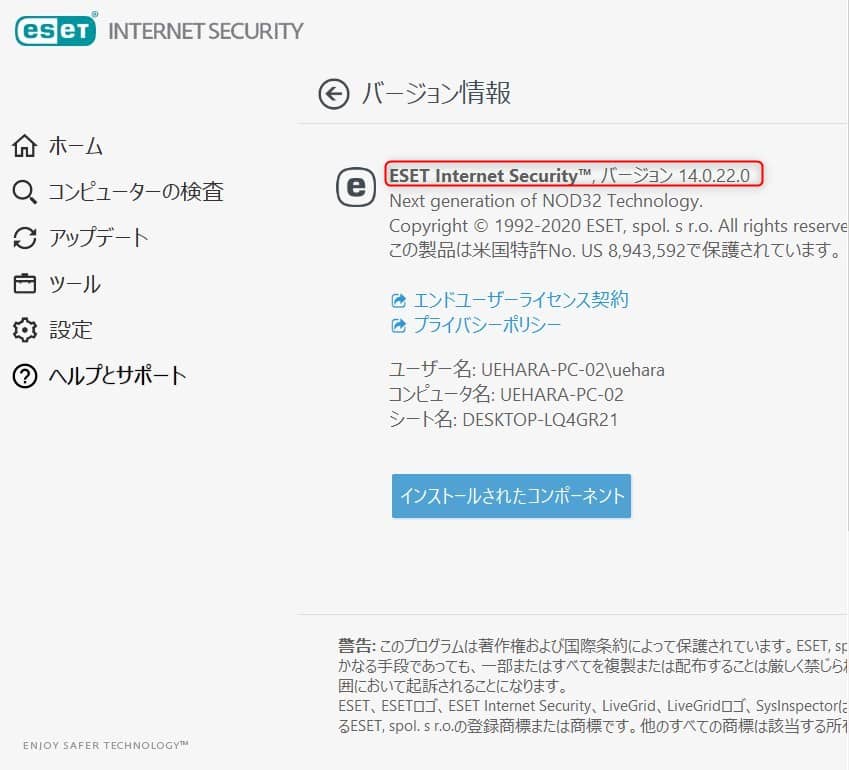 eseT® INTERNET SECURITY
バージョン情報
ホーム
コンピューターの検査
アップデート
ツール
設定
ヘルプとサポート
e
ESET Internet Security™, バージョン 14.0.22.0
Next generation of NOD32 Technology.
Copyright © 1992-2020 ESET, spol. s r.o. All rights reserve
この製品は米国特許No. US 8,943,592で保護されています。
エンドユーザーライセンス契約
プライバシーポリシー
ユーザー名: UEHARA-PC-02\uehara
コンピュータ名: UEHARA-PC-02
シート名: DESKTOP-LQ4GR21
インストールされたコンポーネント
警告: このプログラムは著作権および国際条約によって保護されています。ESET, sp
かなる手段であっても、一部またはすべてを複製または配布することは厳しく禁じられ
囲において起訴されることになります。
ESET、ESETロゴ、ESET Internet Security、LiveGrid、LiveGridロゴ、SysInspectorは
るESET, spol. s r.o.の登録商標または商標です。他のすべての商標は該当する所有
ENJOY SAFER TECHNOLOGY™